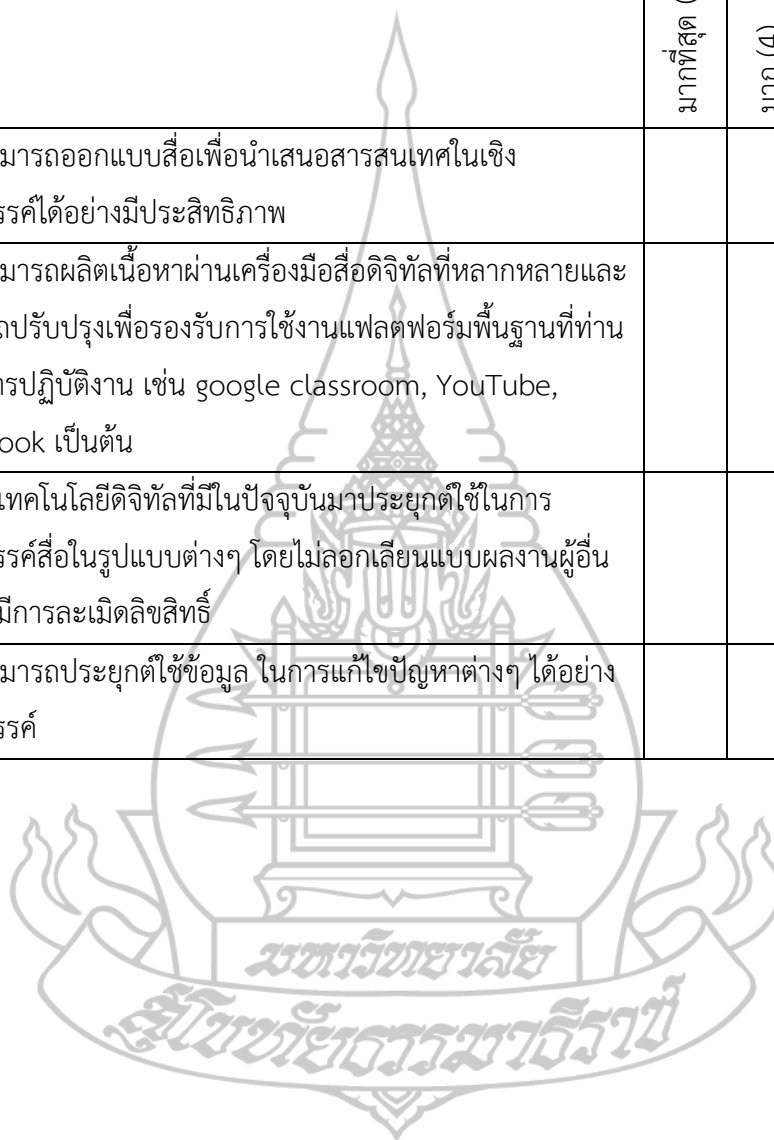 มากที่สุด (
มาก (4)
มารถออกแบบสื่อเพื่อนำเสนอสารสนเทศในเชิง
รรค์ได้อย่างมีประสิทธิภาพ
มารถผลิตเนื้อหาผ่านเครื่องมือสื่อดิจิทัลที่หลากหลายและ
ถปรับปรุงเพื่อรองรับการใช้งานแฟลตฟอร์มพื้นฐานที่ท่าน
ารปฏิบัติงาน เช่น google classroom, YouTube,
ook เป็นต้น
เทคโนโลยีดิจิทัลที่มีในปัจจุบันมาประยุกต์ใช้ในการ
รรค์สื่อในรูปแบบต่างๆ โดยไม่ลอกเลียนแบบผลงานผู้อื่น
มีการละเมิดลิขสิทธิ์
มารถประยุกต์ใช้ข้อมูล ในการแก้ไขปัญหาต่างๆ ได้อย่าง
รรค์
มหาวิทยาลัย
สุโขทัยธรรมาธิราช